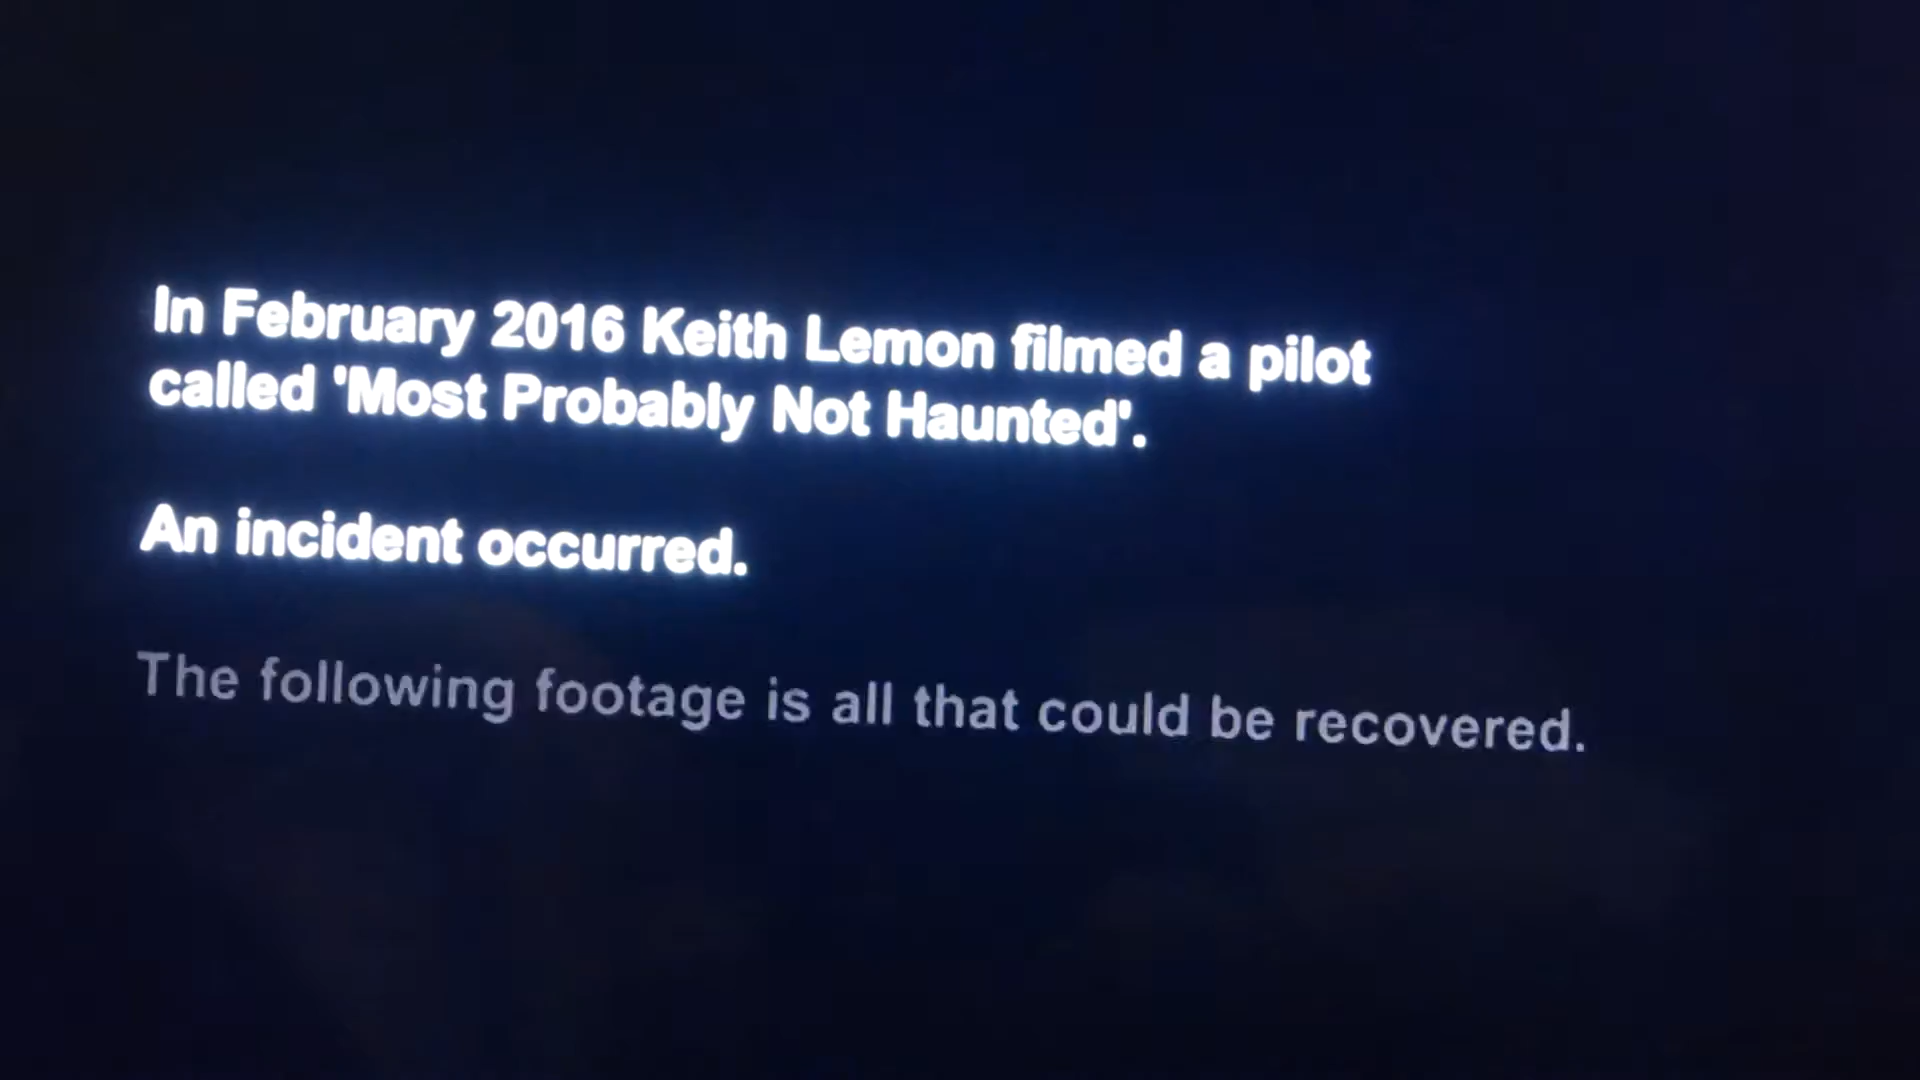 In February 2016 Keith Lemon filmed a pilot
called 'Most Probably Not Haunted'.
An incident occurred.
The following footage is all that could be recovered.